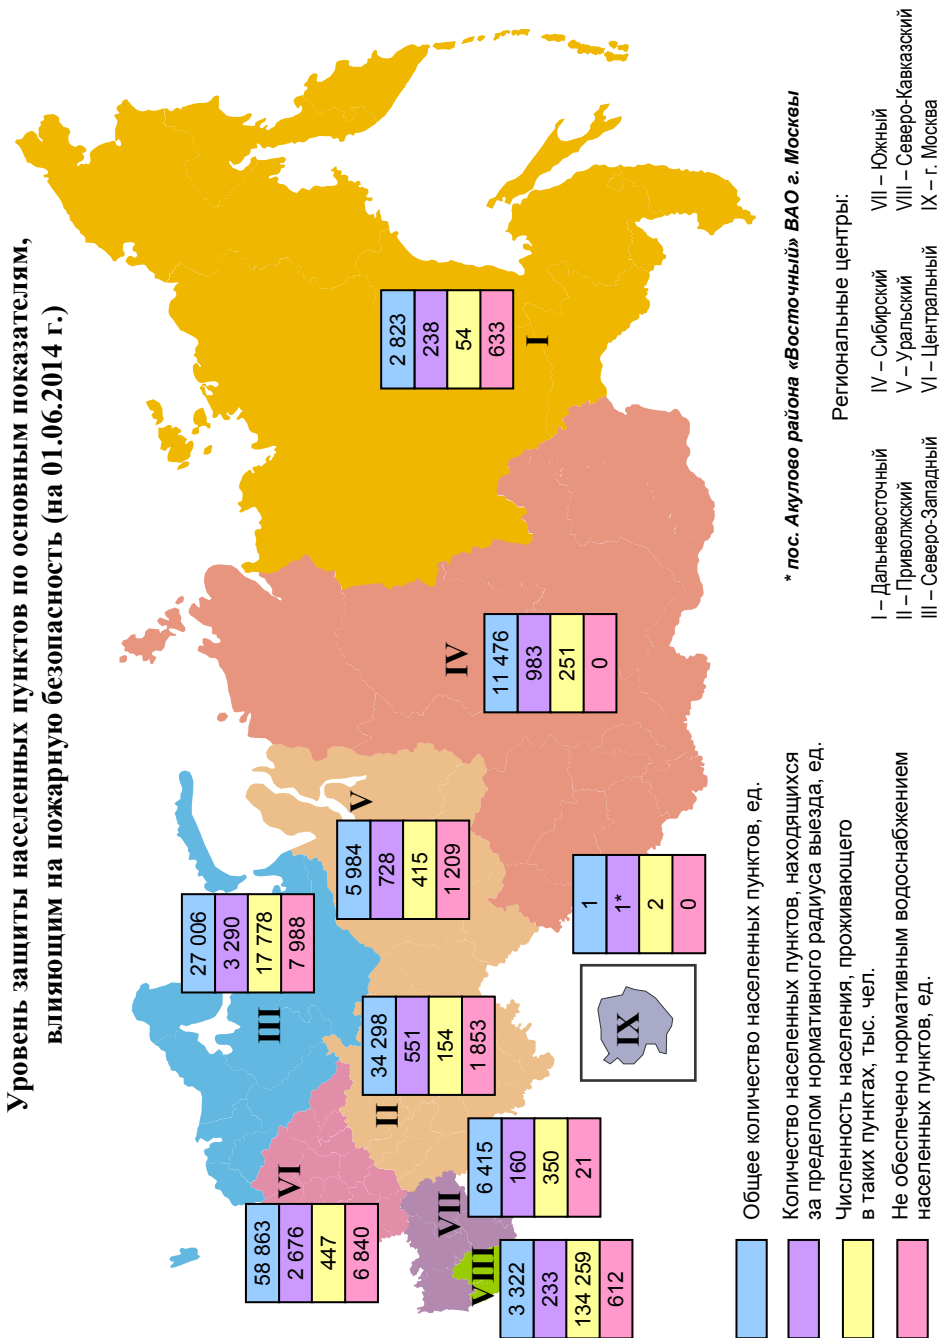 Уровень защиты населенных пунктов по основным показателям,
влияющим на пожарную безопасность (на 01.06.2014 г.)
58 863
2 676
447
6 840
VI
27 006
3 290
17 778
7 988
III
34 298
551
154
1 853
II
5 984
728
415
1 209
V
2 823
238
54
633
I
11 476
983
251
0
IV
3 322
233
134 259
612
VIII
6 415
160
350
21
VII
IX
1
1*
2
0
* пос. Акулово района «Восточный» ВАО г. Москвы
Общее количество населенных пунктов, ед.
Количество населенных пунктов, находящихся
за пределом нормативного радиуса выезда, ед.
Численность населения, проживающего
в таких пунктах, тыс. чел.
Не обеспечено нормативным водоснабжением
населенных пунктов, ед.
Региональные центры:
I – Дальневосточный
II – Приволжский
III – Северо-Западный
IV – Сибирский
V – Уральский
VI – Центральный
VII – Южный
VIII – Северо-Кавказский
IX – г. Москва